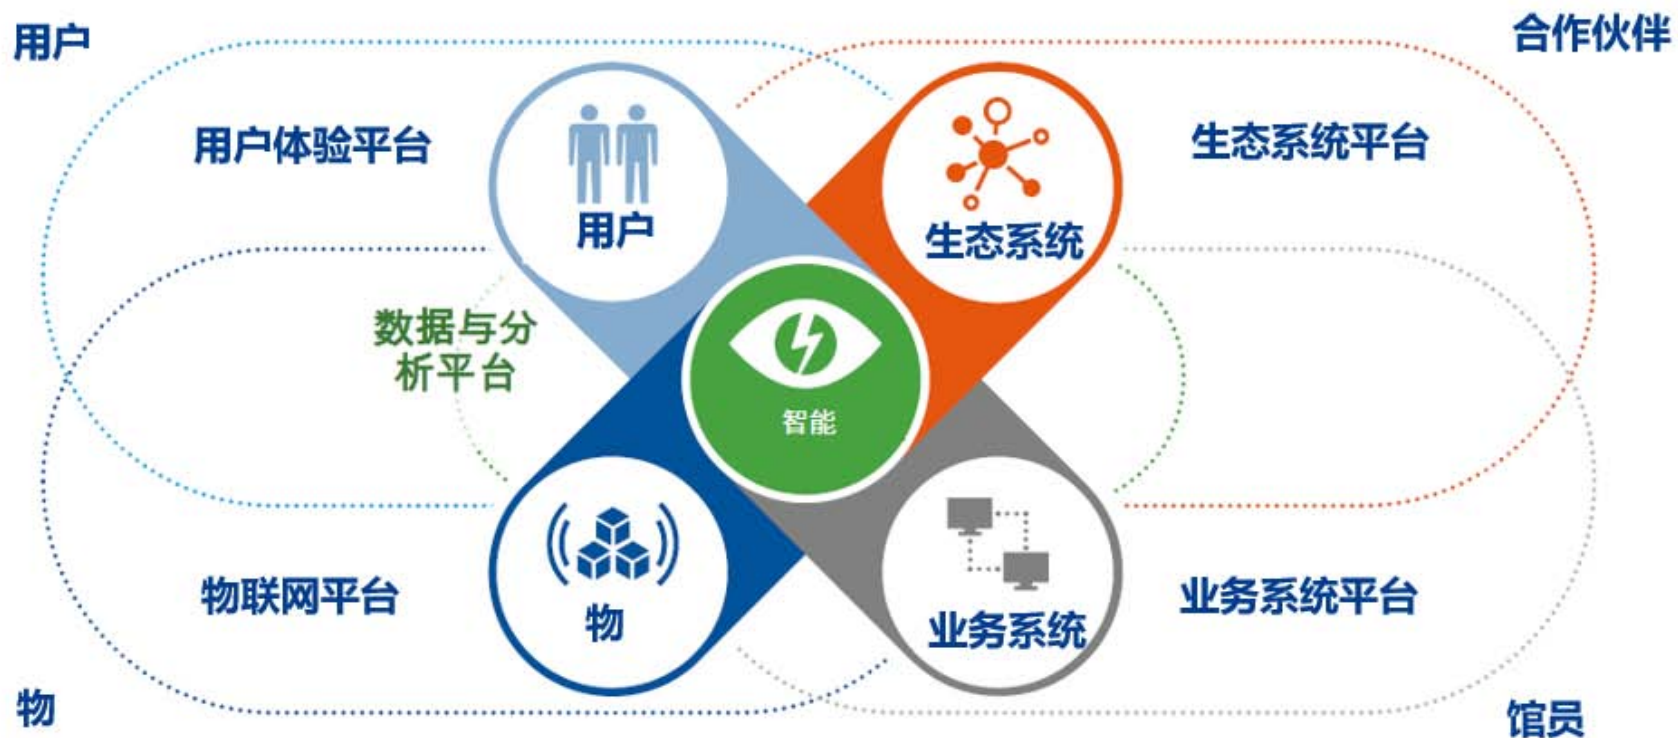 用户
合作伙伴
用户体验平台
生态系统平台
用户
生态系统
数据与分
析平台
智能
物联网平台
物
业务系统
业务系统平台
物
馆员